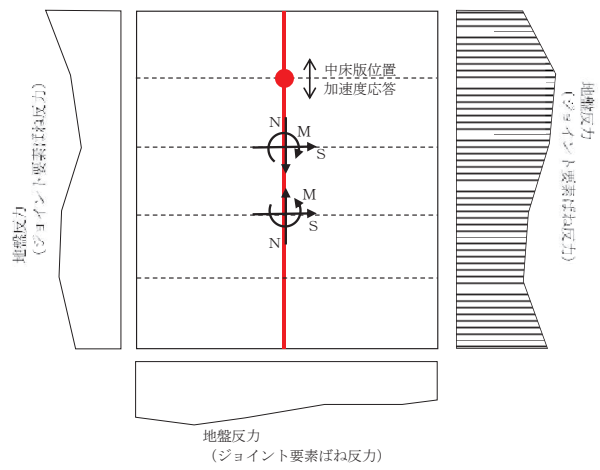 地盤反力
（ジョイント要素ばね反力）
中床版位置
加速度応答
N
M
S
M
S
N
地盤反力
（ジョイント要素ばね反力）
地盤反力
（ジョイント要素ばね反力）